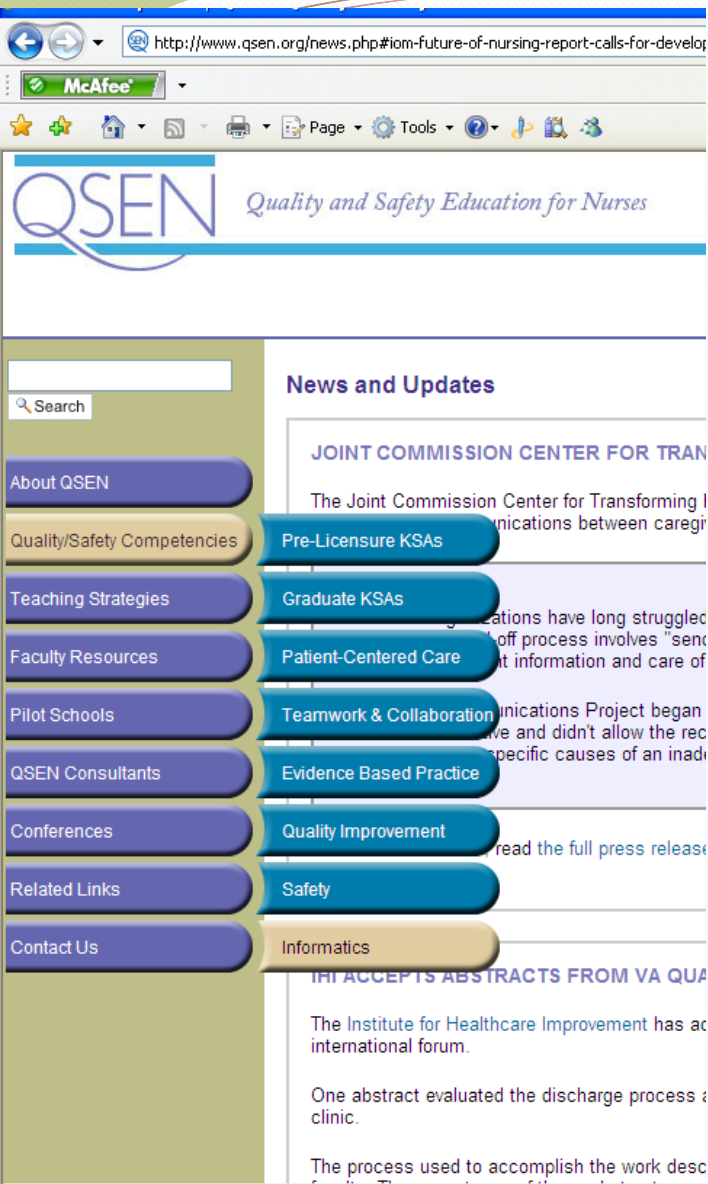 http://www.qsen.org/news.php#iom-future-of-nursing-report-calls-for-develop
McAfee
Page Tools
QSEN Quality and Safety Education for Nurses
Search
News and Updates
JOINT COMMISSION CENTER FOR TRAN
The Joint Commission Center for Transforming
between caregi
About QSEN
Quality/Safety Competencies
Teaching Strategies
Faculty Resources
Pilot Schools
QSEN Consultants
Conferences
Related Links
Contact Us
Pre-Licensure KSAs
Graduate KSAs
Patient-Centered Care
Teamwork & Collaboration
Evidence Based Practice
Quality Improvement
Safety
Informatics
have long struggled
off process involves "send
information and care of
Project began
and didn't allow the rec
specific causes of an inad
read the full press release
IHI ACCEPTS ABSTRACTS FROM VA QUA
The Institute for Healthcare Improvement has ac
international forum.
One abstract evaluated the discharge process a
clinic.
The process used to accomplish the work desc